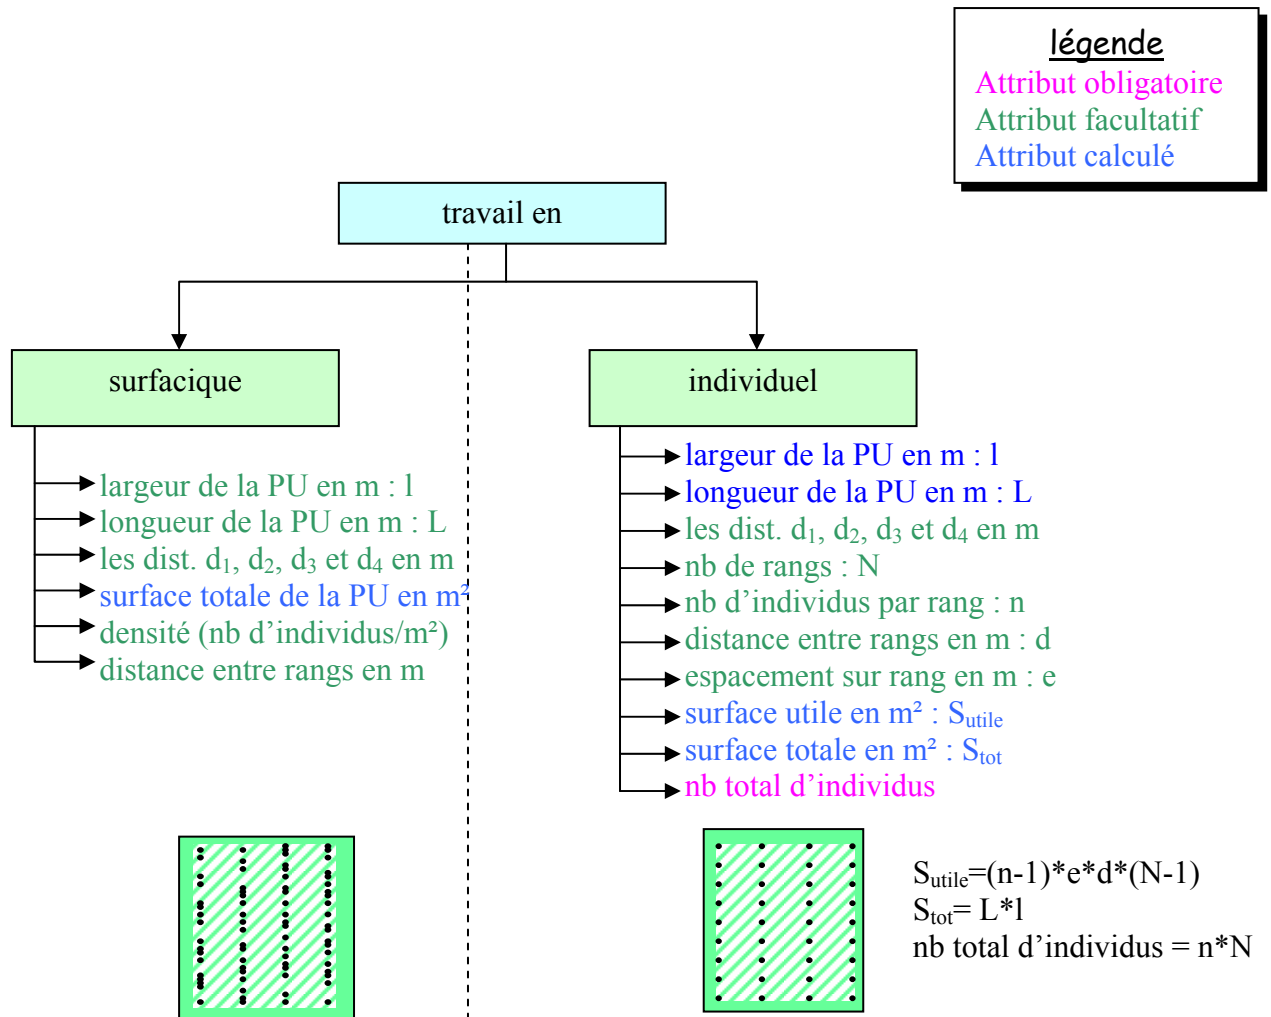 légende
Attribut obligatoire
Attribut facultatif
Attribut calculé
travail en
surfacique
largeur de la PU en m : l
longueur de la PU en m : L
les dist. d₁, d₂, d₃ et d₄ en m
surface totale de la PU en m²
densité (nb d’individus/m²)
distance entre rangs en m
individuel
largeur de la PU en m : l
longueur de la PU en m : L
les dist. d₁, d₂, d₃ et d₄ en m
nb de rangs : N
nb d’individus par rang : n
distance entre rangs en m : d
espacement sur rang en m : e
surface utile en m² : Sutile
surface totale en m² : Stot
nb total d’individus
Sutile=(n-1)*e*d*(N-1)
Stot= L*l
nb total d’individus = n*N